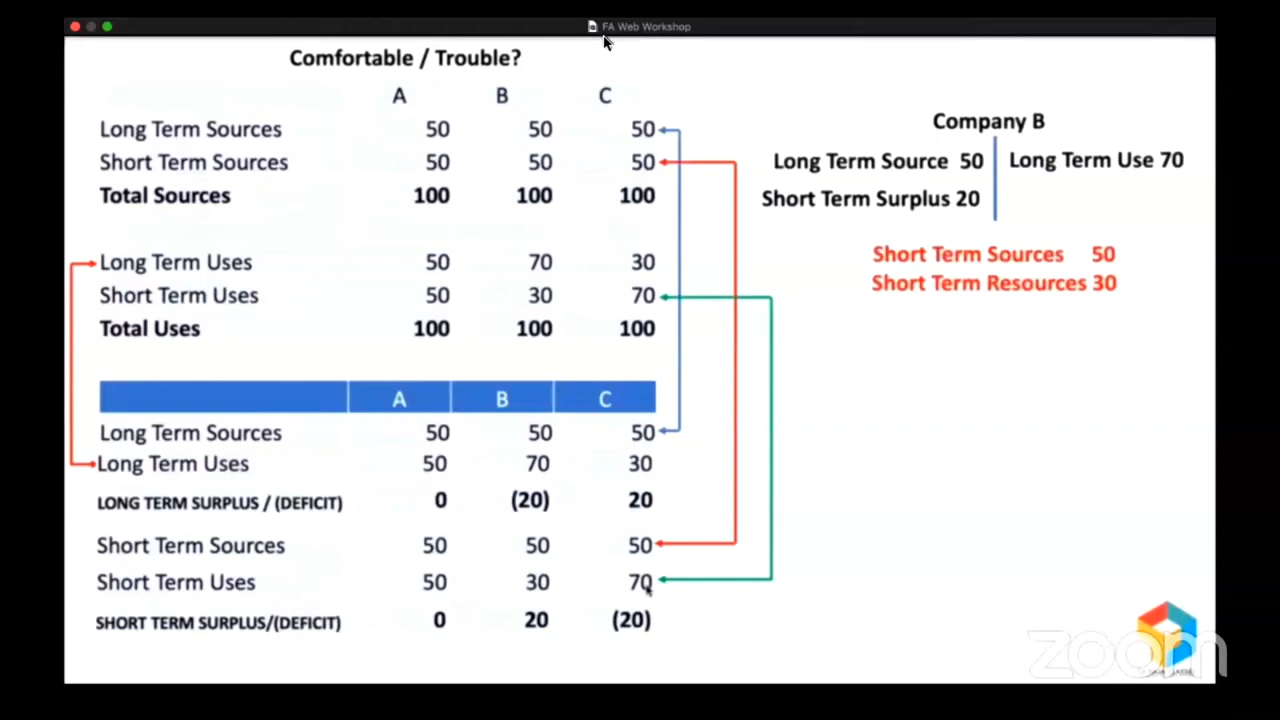 FA Web Workshop
Comfortable / Trouble?
A B C
Long Term Sources 50 50 50
Short Term Sources 50 50 50
Total Sources 100 100 100
Long Term Uses 50 70 30
Short Term Uses 50 30 70
Total Uses 100 100 100
A B C
Long Term Sources 50 50 50
Long Term Uses 50 70 30
LONG TERM SURPLUS / (DEFICIT) 0 (20) 20
Short Term Sources 50 50 50
Short Term Uses 50 30 70
SHORT TERM SURPLUS/(DEFICIT) 0 20 (20)
Company B
Long Term Source 50 Long Term Use 70
Short Term Surplus 20
Short Term Sources 50
Short Term Resources 30
zoom